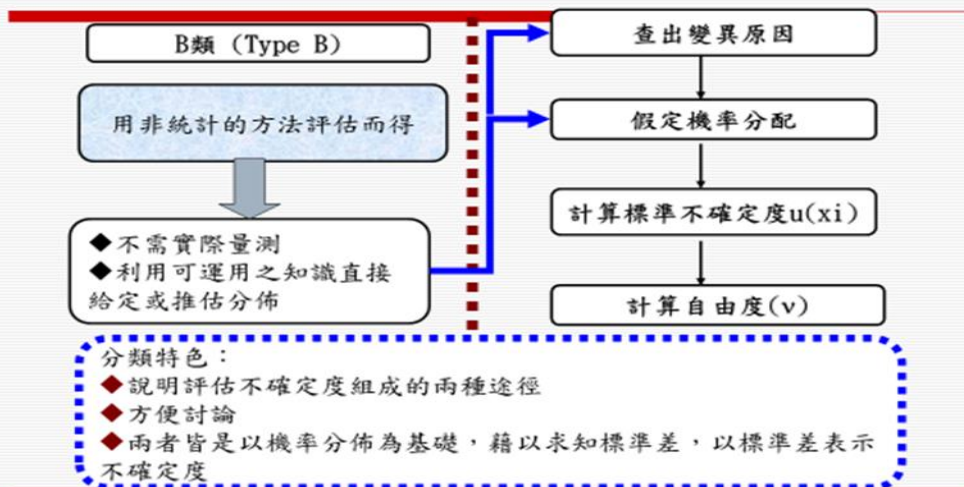 B類 (Type B)
用非統計的方法評估而得
◆不需實際量測
◆利用可運用之知識直接
給定或推估分佈
查出變異原因
假定機率分配
計算標準不確定度u(xi)
計算自由度(ν)
分類特色：
◆說明評估不確定度組成的兩種途徑
◆方便討論
◆兩者皆是以機率分佈為基礎，藉以求知標準差，以標準差表示
不確定度